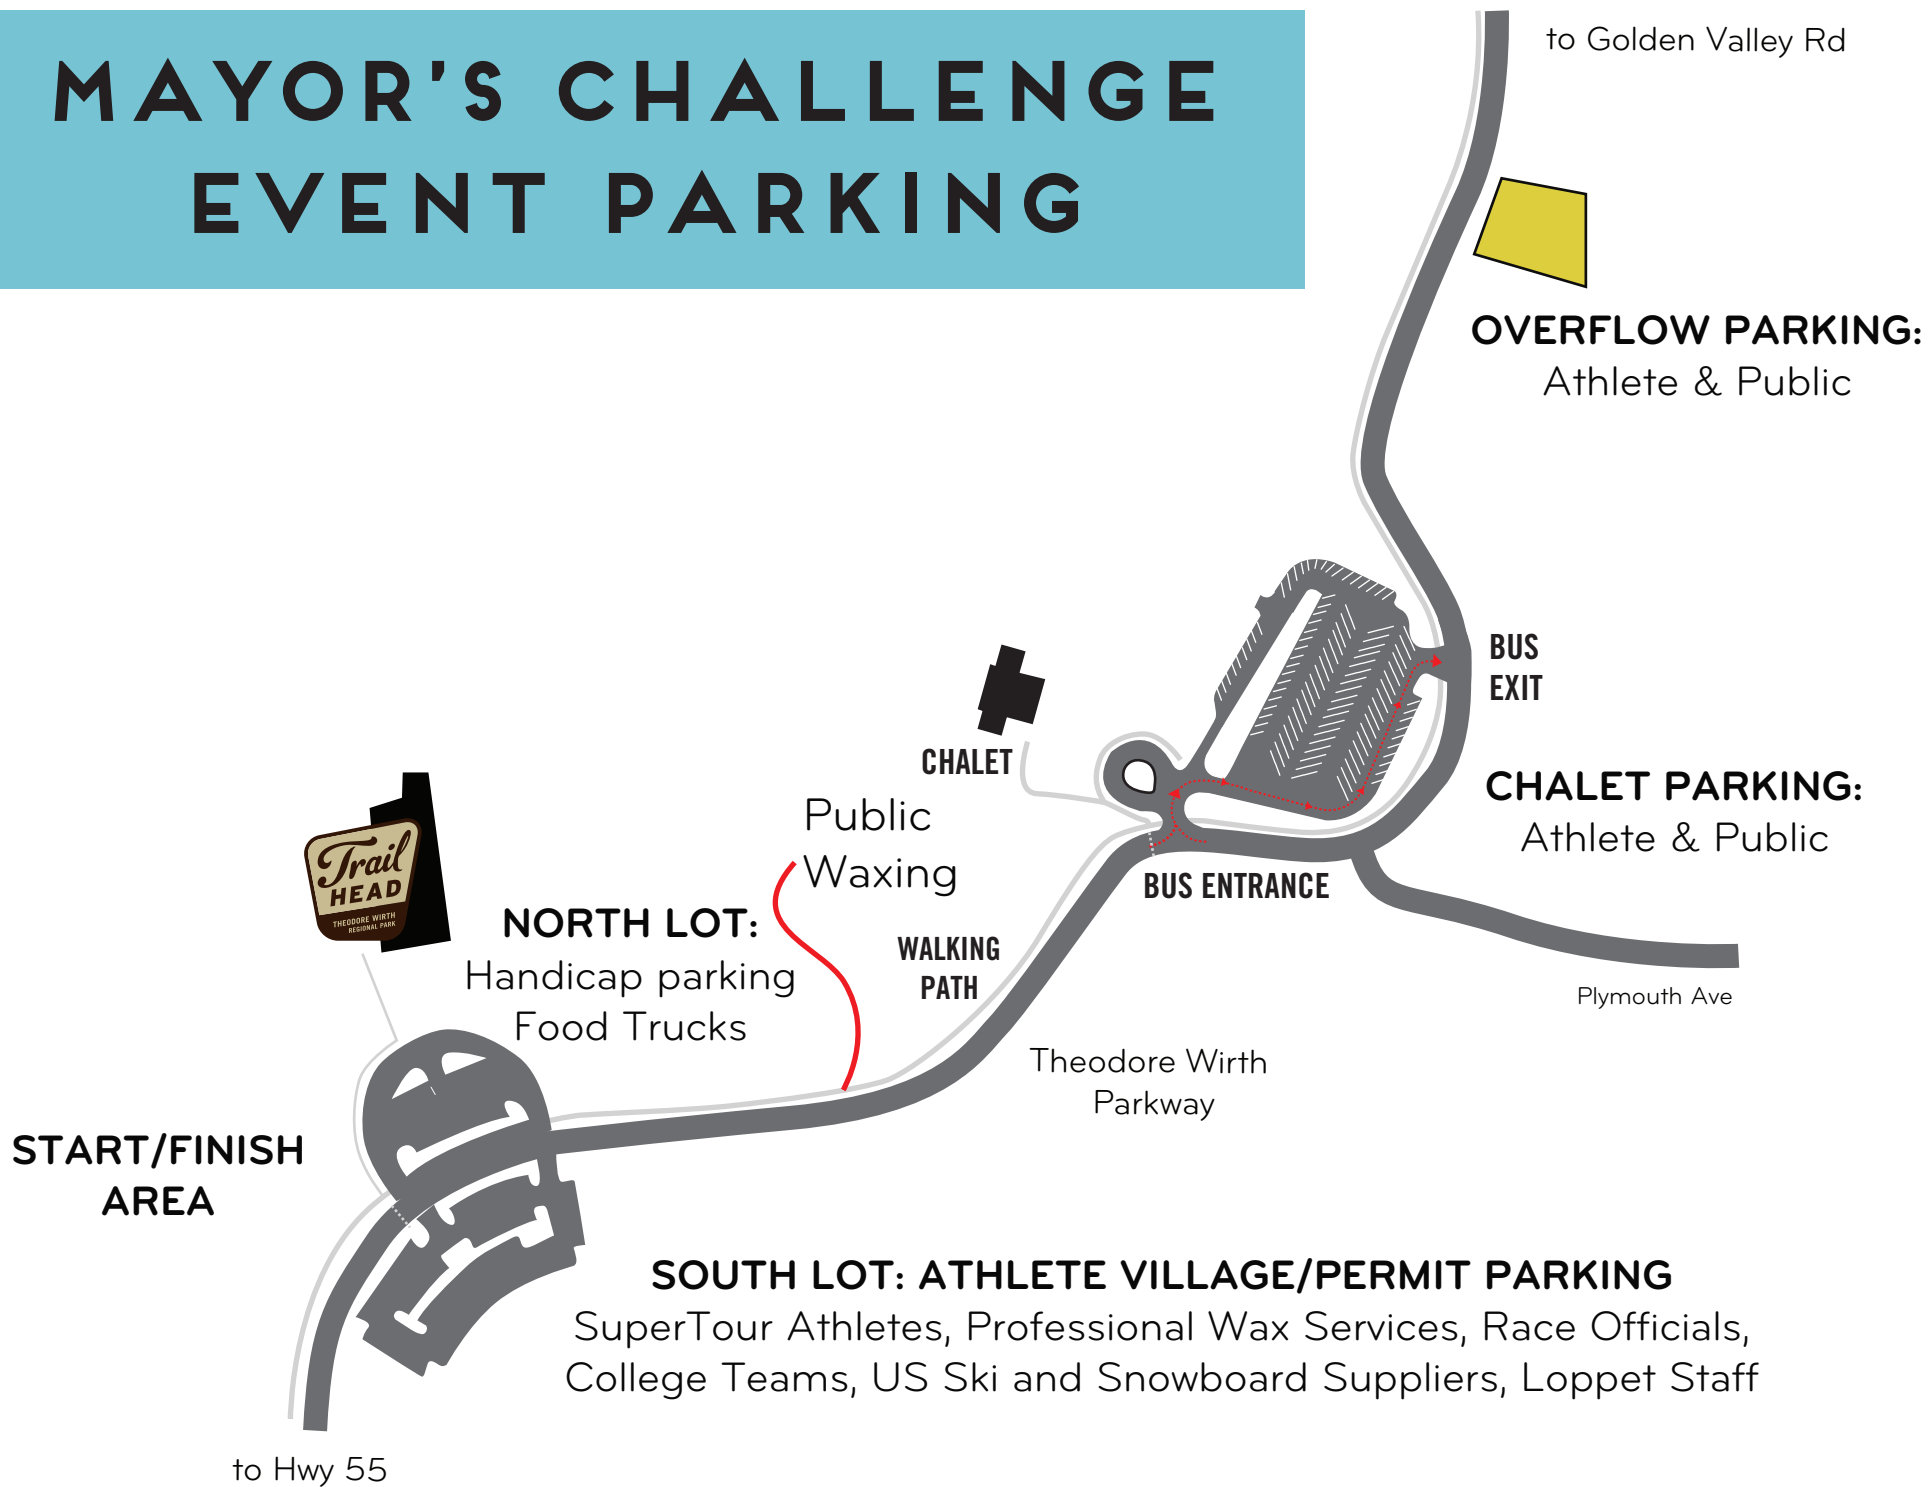 MAYOR'S CHALLENGE
EVENT PARKING
to Golden Valley Rd
OVERFLOW PARKING:
Athlete & Public
BUS
EXIT
CHALET
CHALET PARKING:
Athlete & Public
Public
Waxing
BUS ENTRANCE
Trail
HEAD
THEODORE WIRTH
REGIONAL PARK
NORTH LOT:
Handicap parking
Food Trucks
WALKING
PATH
Plymouth Ave
Theodore Wirth
Parkway
START/FINISH
AREA
SOUTH LOT: ATHLETE VILLAGE/PERMIT PARKING
SuperTour Athletes, Professional Wax Services, Race Officials,
College Teams, US Ski and Snowboard Suppliers, Loppet Staff
to Hwy 55